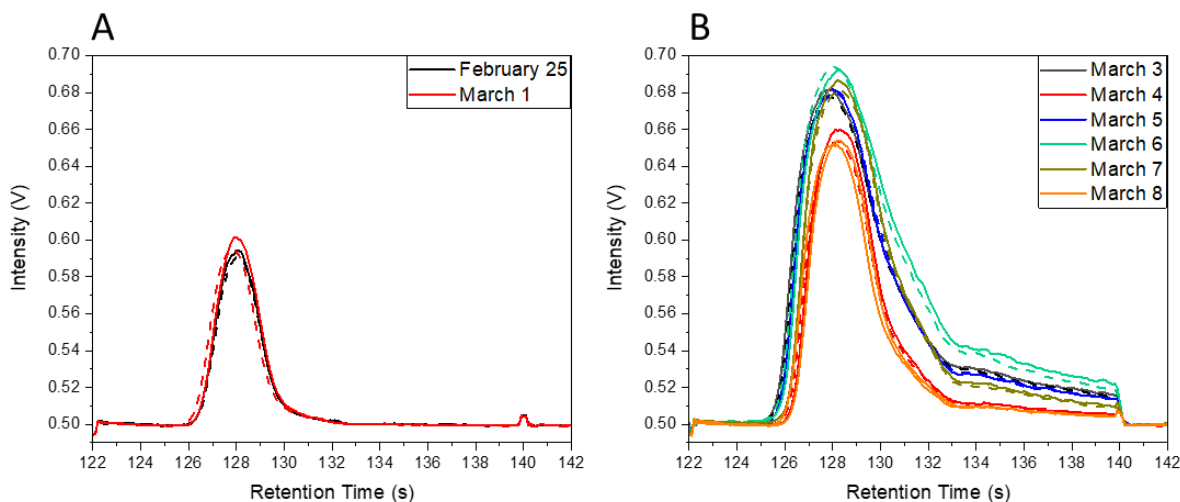 A
February 25
March 1
Intensity (V)
0.70
0.68
0.66
0.64
0.62
0.60
0.58
0.56
0.54
0.52
0.50
122 124 126 128 130 132 134 136 138 140 142
Retention Time (s)
B
March 3
March 4
March 5
March 6
March 7
March 8
Intensity (V)
0.70
0.68
0.66
0.64
0.62
0.60
0.58
0.56
0.54
0.52
0.50
122 124 126 128 130 132 134 136 138 140 142
Retention Time (s)